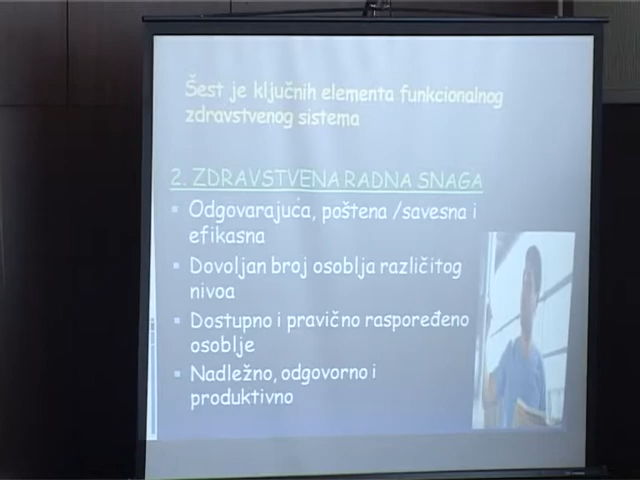 Šest je ključnih elementa funkcionalnog
zdravstvenog sistema
2. ZDRAVSTVENA RADNA SNAGA
▪ Odgovarajuća, poštena /savesna i
efikasna
▪ Dovoljan broj osoblja različitog
nivoa
▪ Dostupno i pravično raspoređeno
osoblje
▪ Nadležno, odgovorno i
produktivno